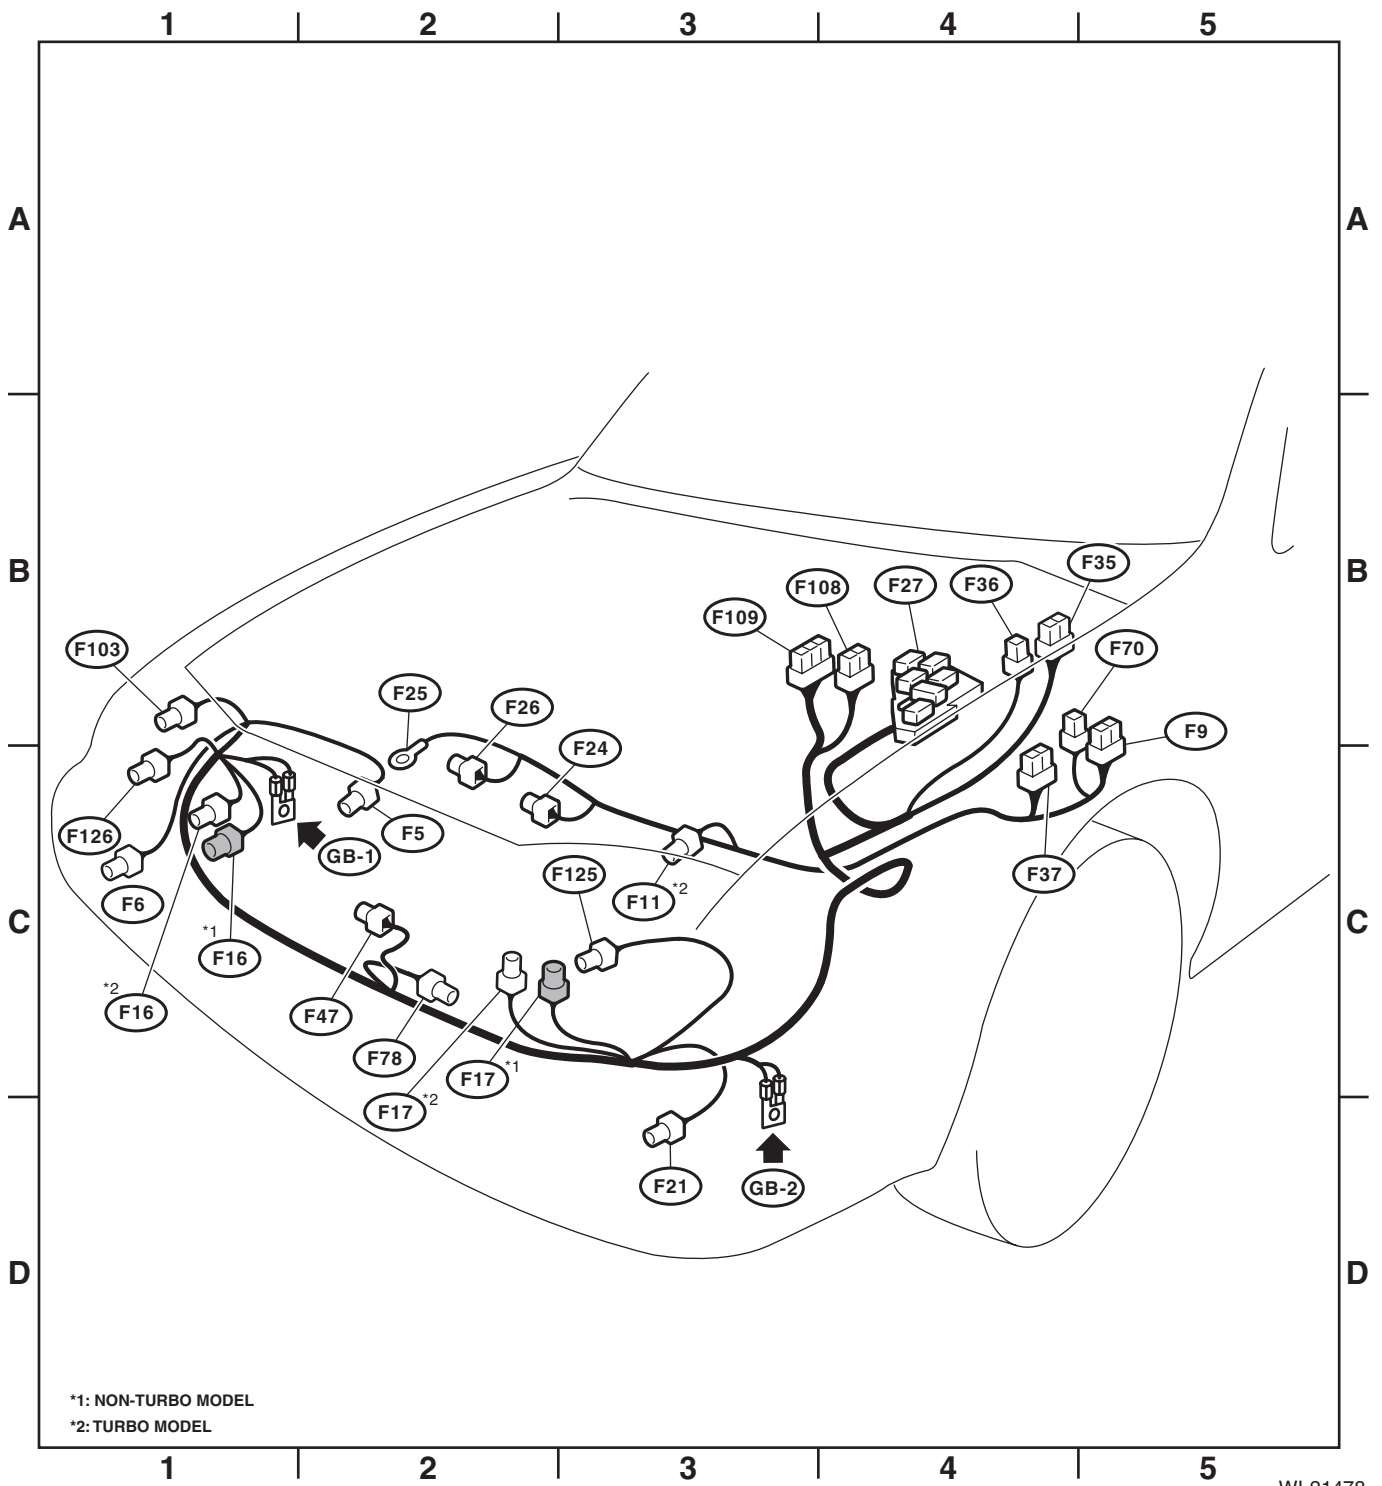 1 2 3 4 5
A A
B B
F35
F108 F27 F36
F109
F103 F70
F25
F26 F9
F24
F126 F5
GB-1
F125 F37
F6 F11 *2
C C
*1
F16
*2
F16 F47
F78
F17 *1
F17 *2
F21 GB-2
D D
*1: NON-TURBO MODEL
*2: TURBO MODEL
1 2 3 4 5